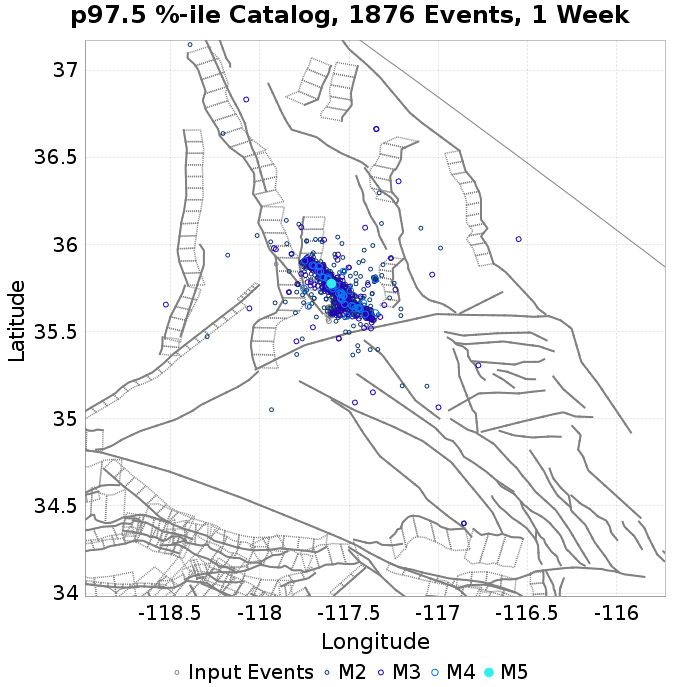 p97.5 %-ile Catalog, 1876 Events, 1 Week
37
36.5
36
35.5
35
34.5
34
Latitude
-118.5 -118 -117.5 -117 -116.5 -116
Longitude
Input Events M2 M3 M4 M5